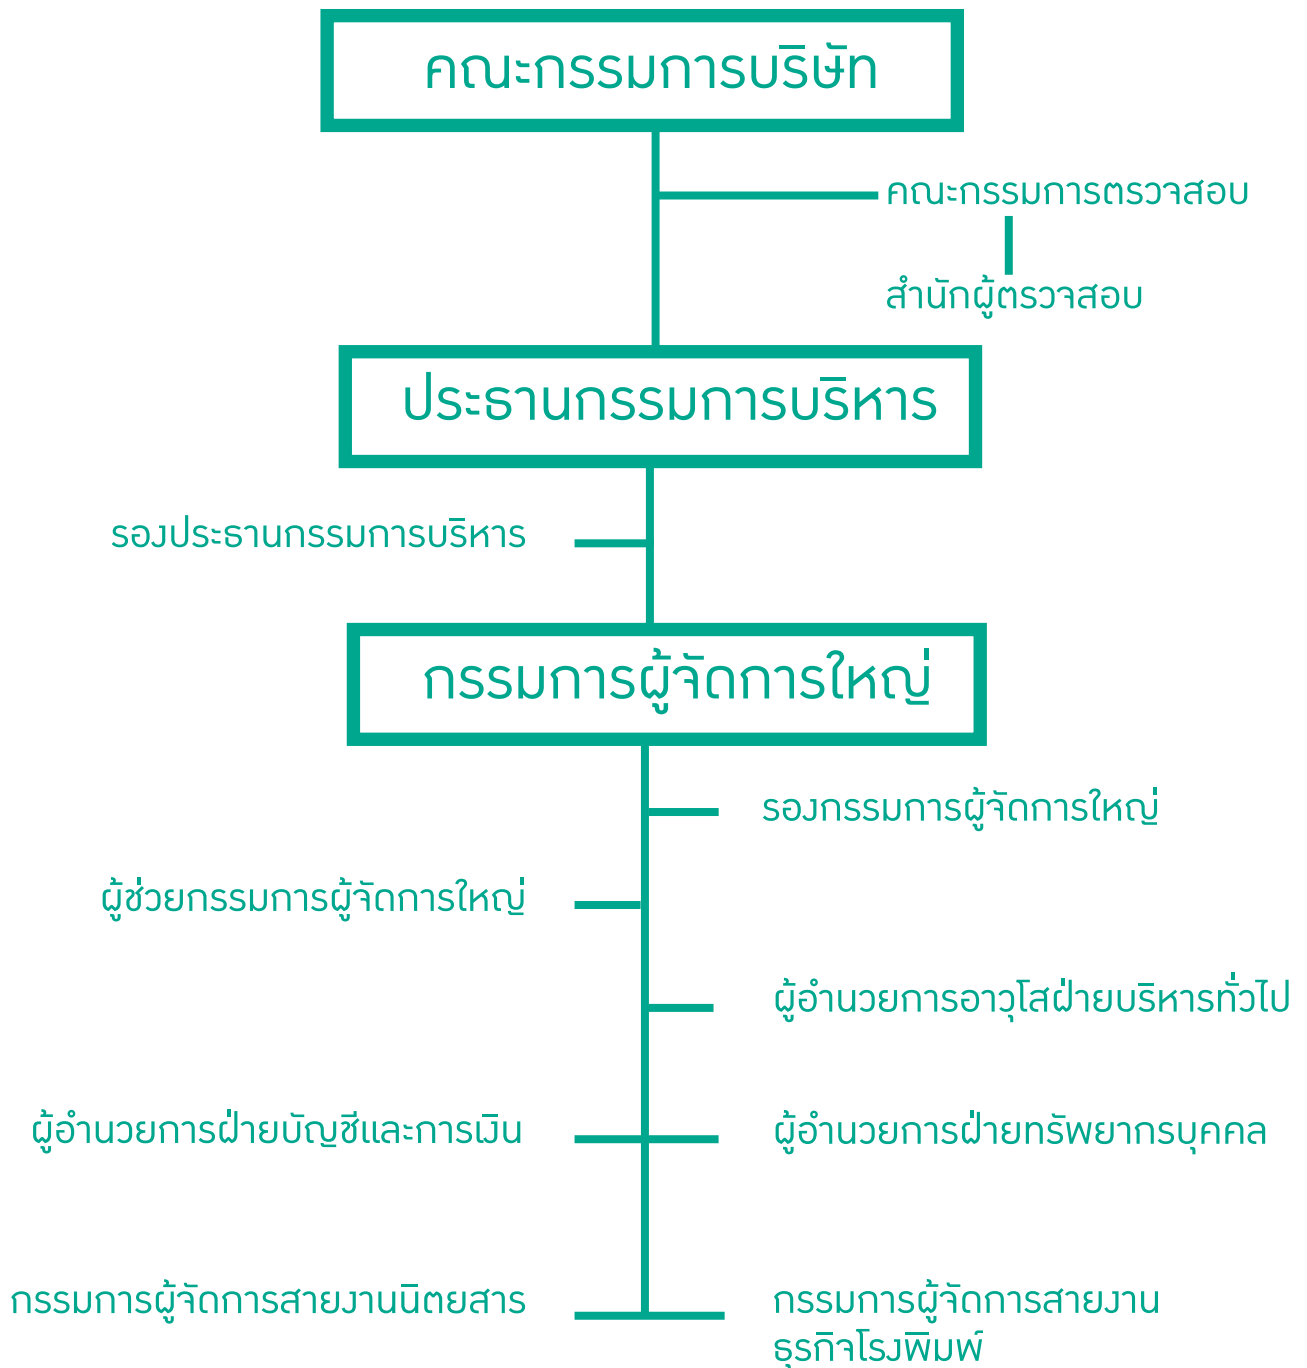 คณะกรรมการบริษัท
คณะกรรมการตรวจสอบ
สำนักผู้ตรวจสอบ
ประธานกรรมการบริหาร
รองประธานกรรมการบริหาร
กรรมการผู้จัดการใหญ่
รองกรรมการผู้จัดการใหญ่
ผู้ช่วยกรรมการผู้จัดการใหญ่
ผู้อำนวยการอาวุโสฝ่ายบริหารทั่วไป
ผู้อำนวยการฝ่ายบัญชีและการเงิน
ผู้อำนวยการฝ่ายทรัพยากรบุคคล
กรรมการผู้จัดการสายงานนิตยสาร
กรรมการผู้จัดการสายงาน
ธุรกิจโรงพิมพ์